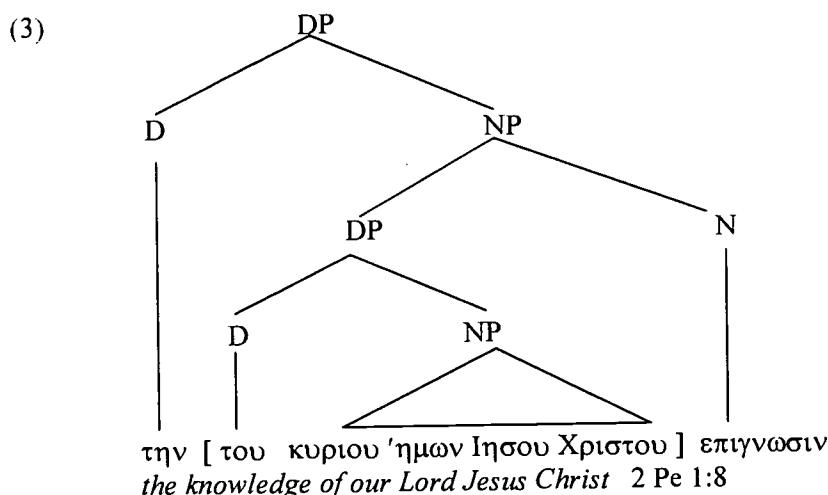 (3)
DP
D NP
DP N
D NP
την [ του κυριου 'ημων Ιησου Χριστου ] επιγνωσιν
the knowledge of our Lord Jesus Christ 2 Pe 1:8